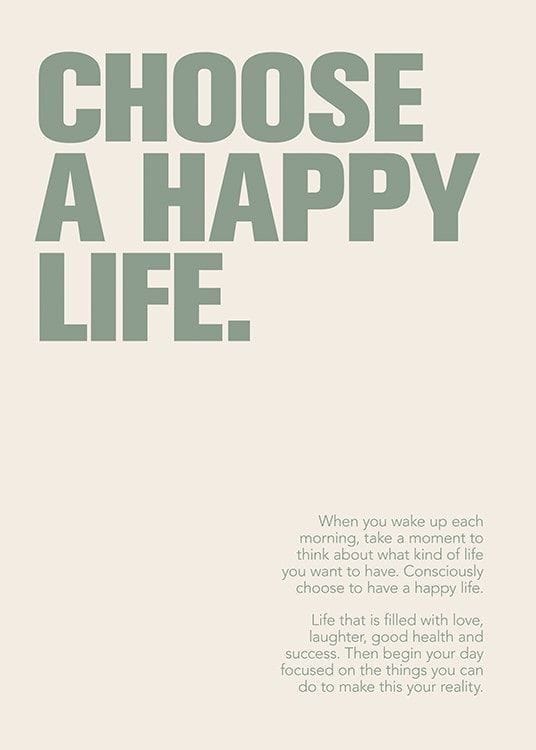 CHOOSE
A HAPPY
LIFE.
When you wake up each
morning, take a moment to
think about what kind of life
you want to have. Consciously
choose to have a happy life.
Life that is filled with love,
laughter, good health and
success. Then begin your day
focused on the things you can
do to make this your reality.